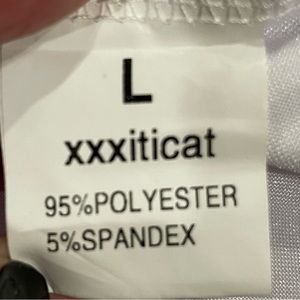 L
xxxiticat
95%POLYESTER
5%SPANDEX